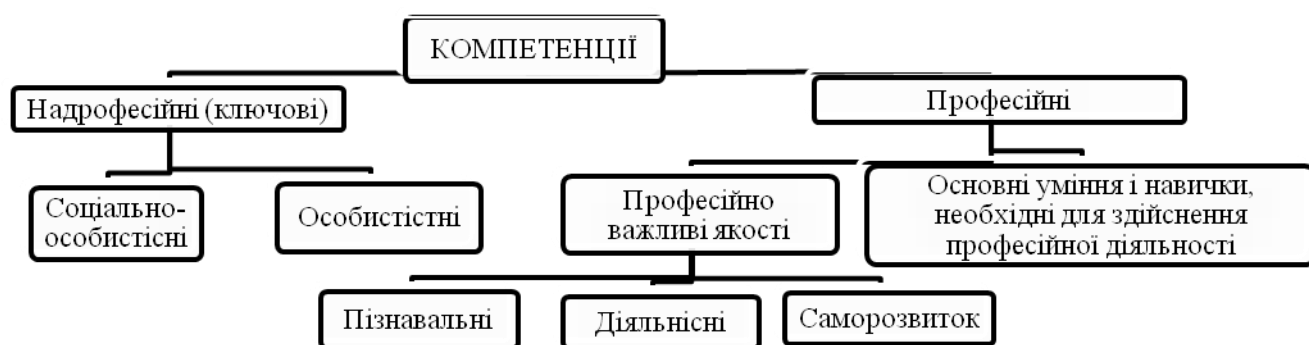 КОМПЕТЕНЦІЇ
Надрофесійні (ключові)
Професійні
Соціально-
особистісні
Особистістні
Професійно
важливі якості
Основні уміння і навички,
необхідні для здійснення
професійної діяльності
Пізнавальні
Діяльнісні
Саморозвиток